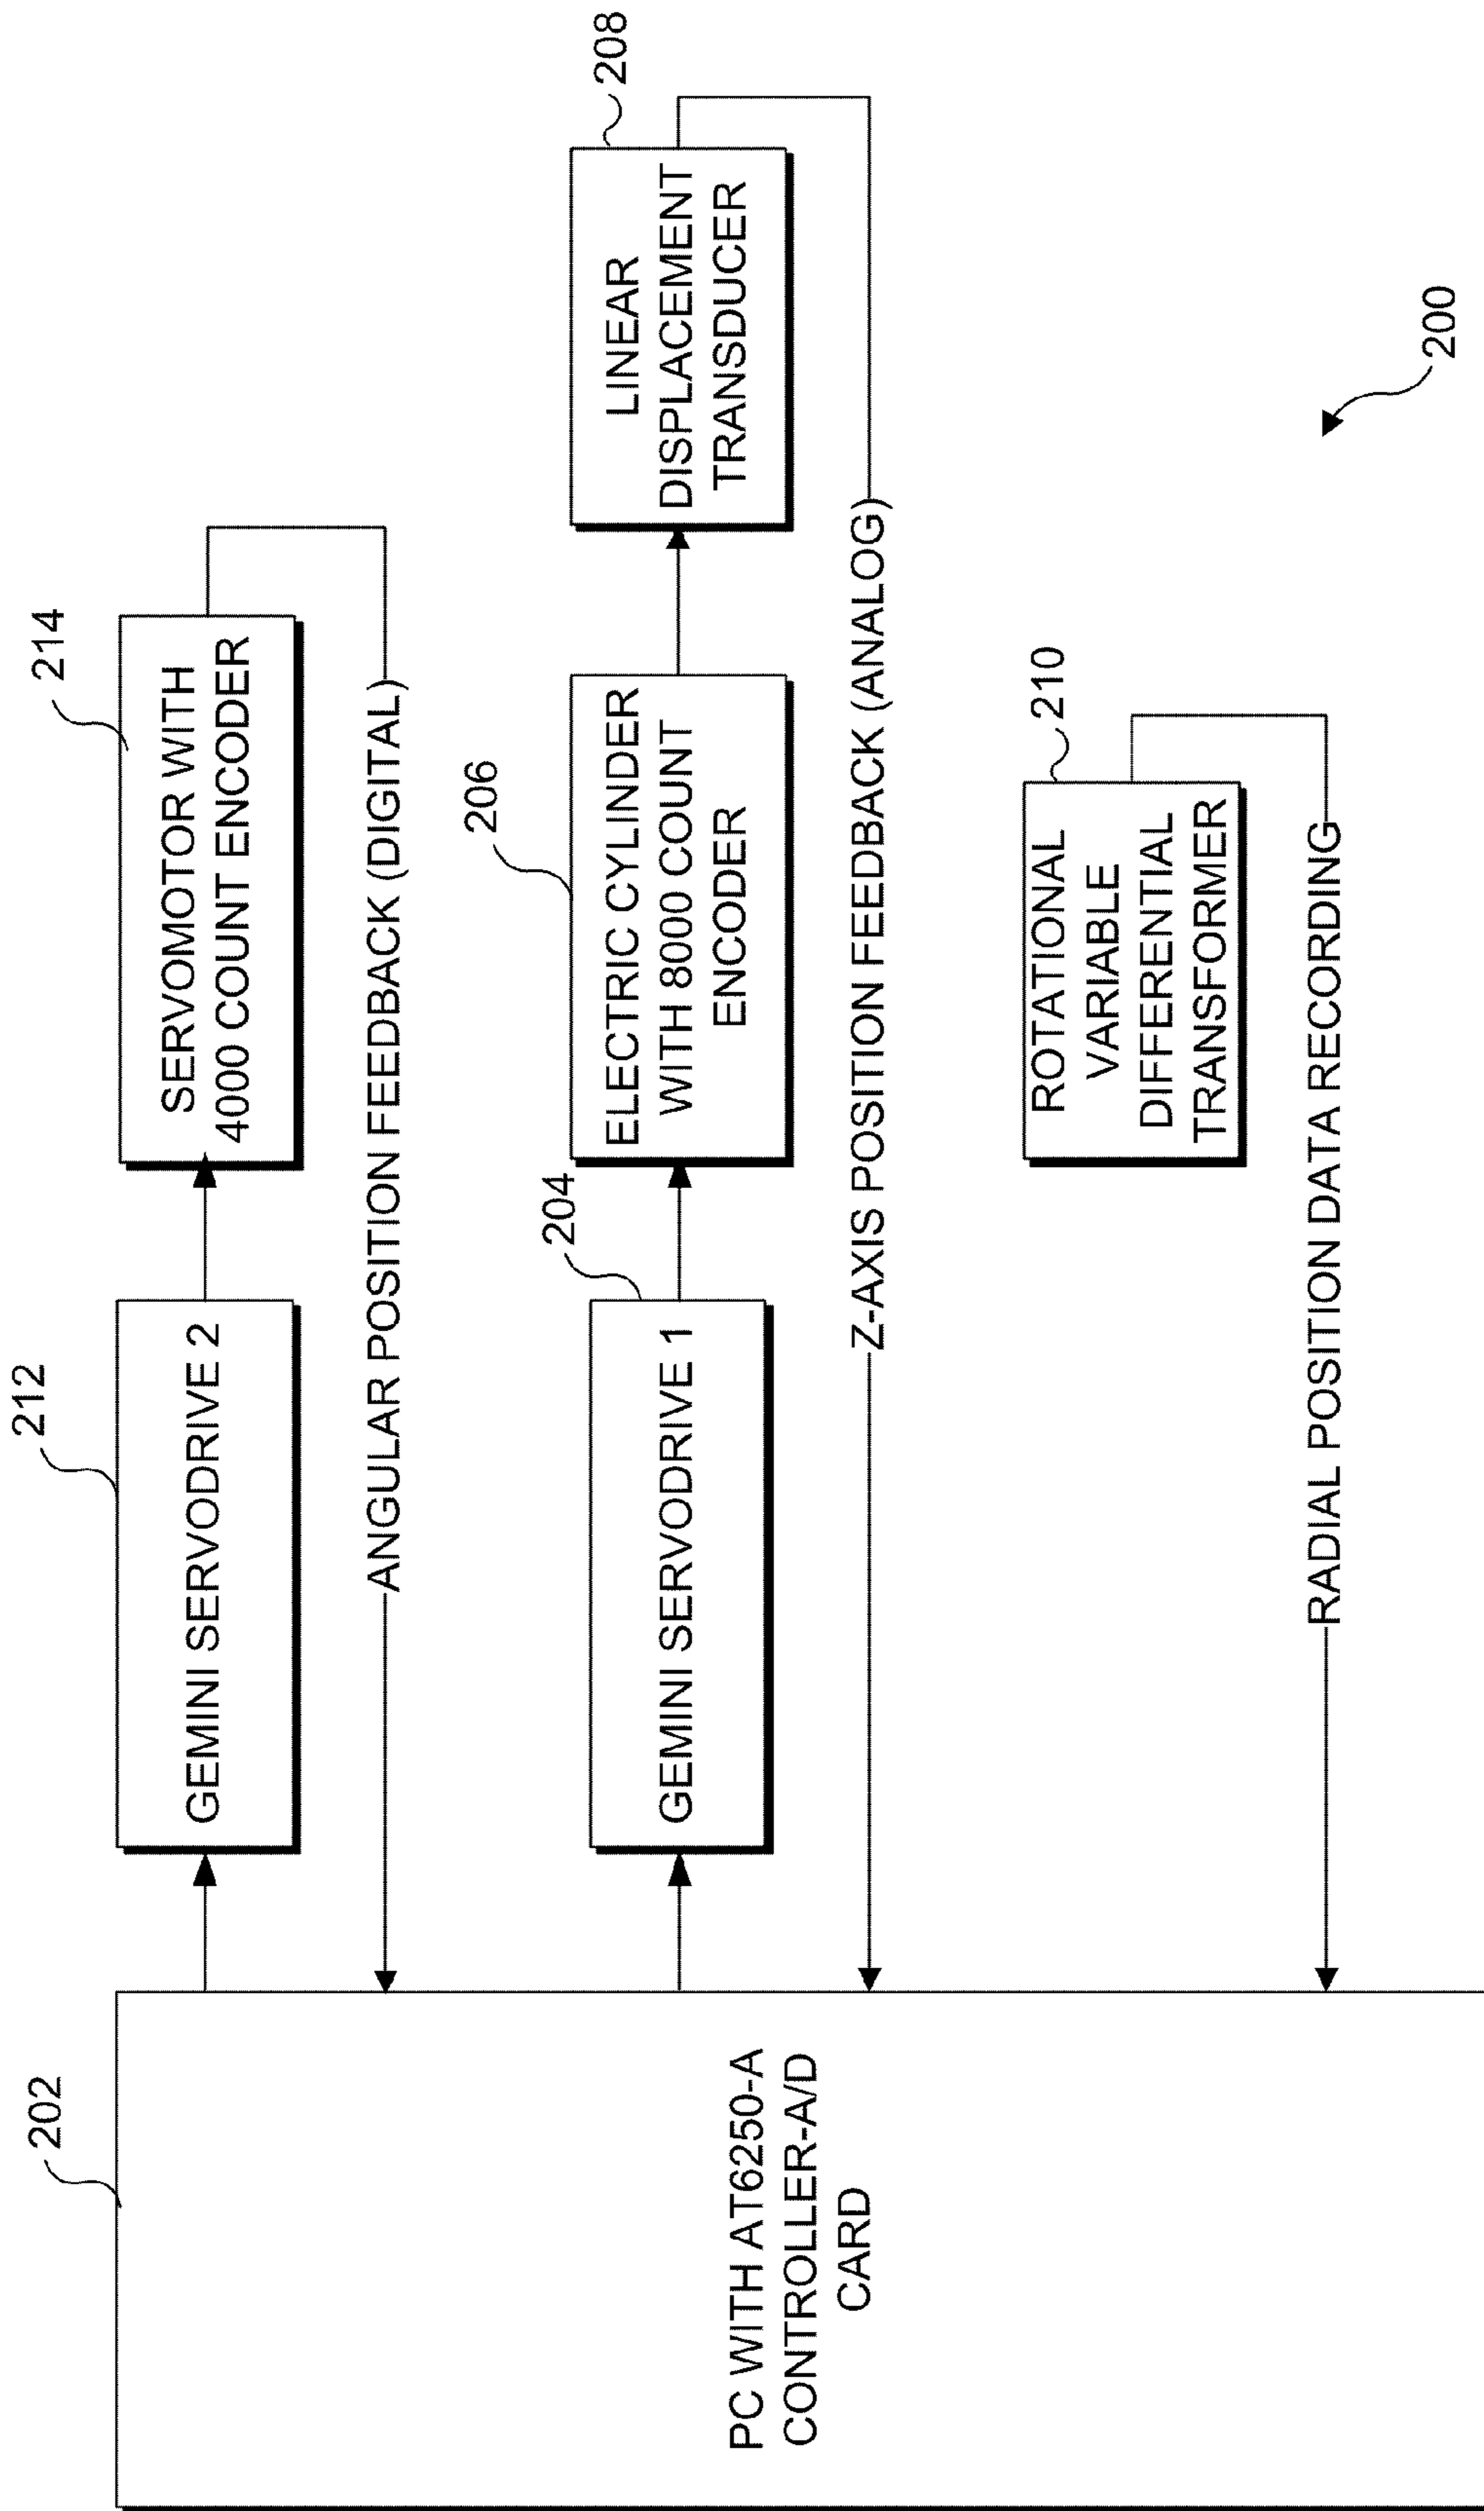 202
PC WITH AT6250-A
CONTROLLER-A/D
CARD
212
GEMINI SERVODRIVE 2
214
SERVOMOTOR WITH
4000 COUNT ENCODER
ANGULAR POSITION FEEDBACK (DIGITAL)
204
GEMINI SERVODRIVE 1
206
ELECTRIC CYLINDER
WITH 8000 COUNT
ENCODER
208
LINEAR
DISPLACEMENT
TRANSDUCER
Z-AXIS POSITION FEEDBACK (ANALOG)
210
ROTATIONAL
VARIABLE
DIFFERENTIAL
TRANSFORMER
RADIAL POSITION DATA RECORDING
200